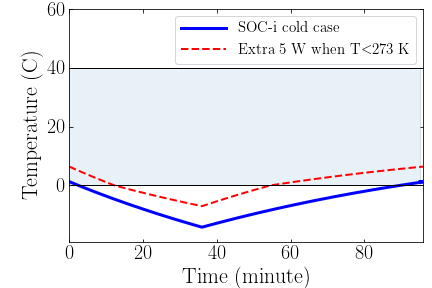 60
40
20
0
0
20
40
60
80
Temperature (C)
Time (minute)
SOC-i cold case
Extra 5 W when T<273 K